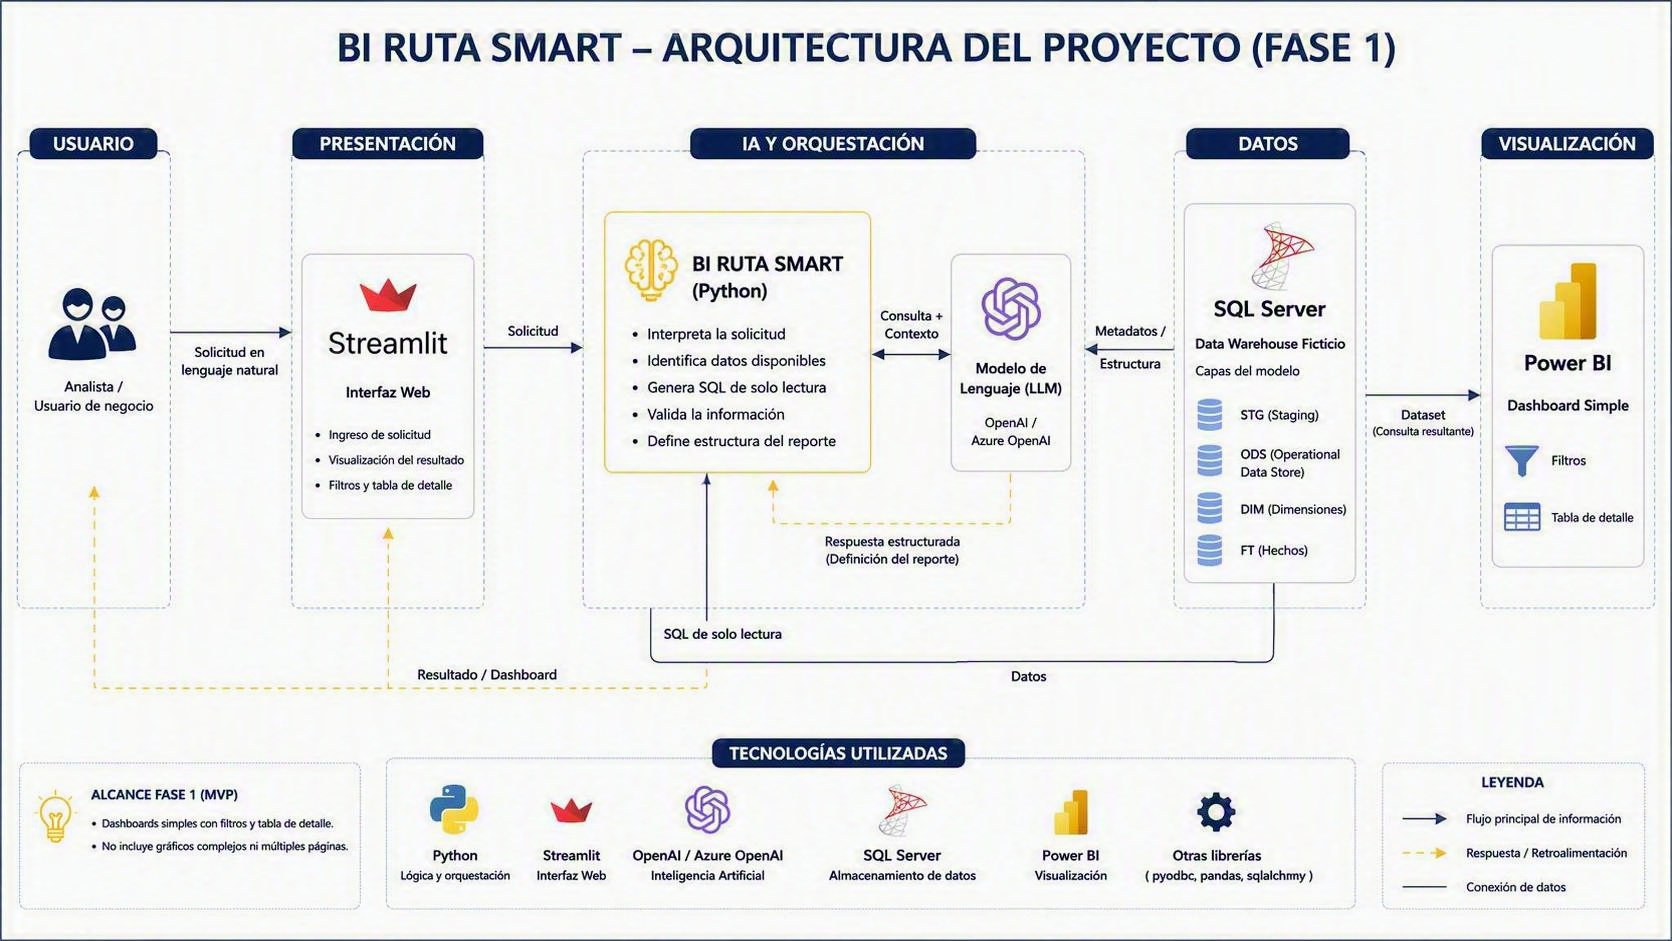 BI RUTA SMART – ARQUITECTURA DEL PROYECTO (FASE 1)
USUARIO
Analista /
Usuario de negocio
Solicitud en
lenguaje natural
PRESENTACIÓN
Streamlit
Interfaz Web
• Ingreso de solicitud
• Visualización del resultado
• Filtros y tabla de detalle
Solicitud
IA Y ORQUESTACIÓN
BI RUTA SMART
(Python)
• Interpreta la solicitud
• Identifica datos disponibles
• Genera SQL de solo lectura
• Valida la información
• Define estructura del reporte
Consulta +
Contexto
Modelo de
Lenguaje (LLM)
OpenAI /
Azure OpenAI
Respuesta estructurada
(Definición del reporte)
Metadatos /
Estructura
DATOS
SQL Server
Data Warehouse Ficticio
Capas del modelo
STG (Staging)
ODS (Operational
Data Store)
DIM (Dimensiones)
FT (Hechos)
Dataset
(Consulta resultante)
VISUALIZACIÓN
Power BI
Dashboard Simple
Filtros
Tabla de detalle
SQL de solo lectura
Resultado / Dashboard
Datos
ALCANCE FASE 1 (MVP)
• Dashboards simples con filtros y tabla de detalle.
• No incluye gráficos complejos ni múltiples páginas.
TECNOLOGÍAS UTILIZADAS
Python
Lógica y orquestación
Streamlit
Interfaz Web
OpenAI / Azure OpenAI
Inteligencia Artificial
SQL Server
Almacenamiento de datos
Power BI
Visualización
Otras librerías
( pyodbc, pandas, sqlalchmy )
LEYENDA
Flujo principal de información
Respuesta / Retroalimentación
Conexión de datos